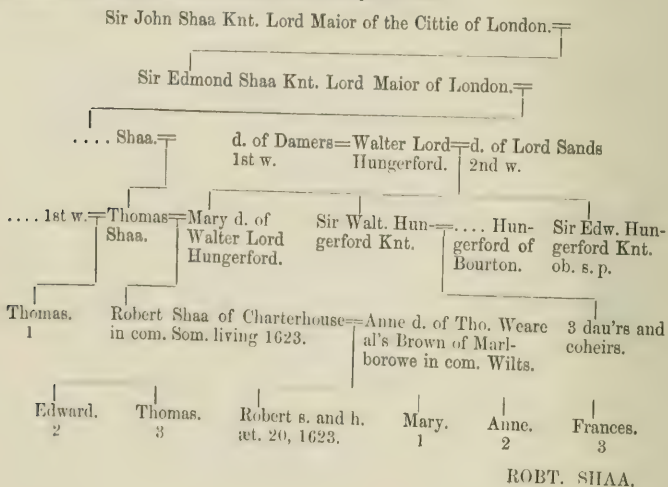 Sir John Shaa Knt. Lord Maior of the Cittie of London.
Sir Edmond Shaa Knt. Lord Maior of London.
.... Shaa.
d. of Damers=Walter Lord=d. of Lord Sands
1st w. Hungerford. 2nd w.
.... 1st w.=Thomas=Mary d. of
Shaa. Walter Lord
Hungerford.
Sir Walt. Hun-=.... Hun-
gerford Knt. gerford of
Bourton.
Sir Edw. Hun-
gerford Knt.
ob. s. p.
Thomas.
1
Robert Shaa of Charterhouse=Anne d. of Tho. Weare
in com. Som. living 1623. al's Brown of Marl-
borowe in com. Wilts.
3 dau'rs and
coheirs.
Edward.
2
Thomas.
3
Robert s. and h.
æt. 20, 1623.
Mary.
1
Anne.
2
Frances.
3
ROBT. SHAA.